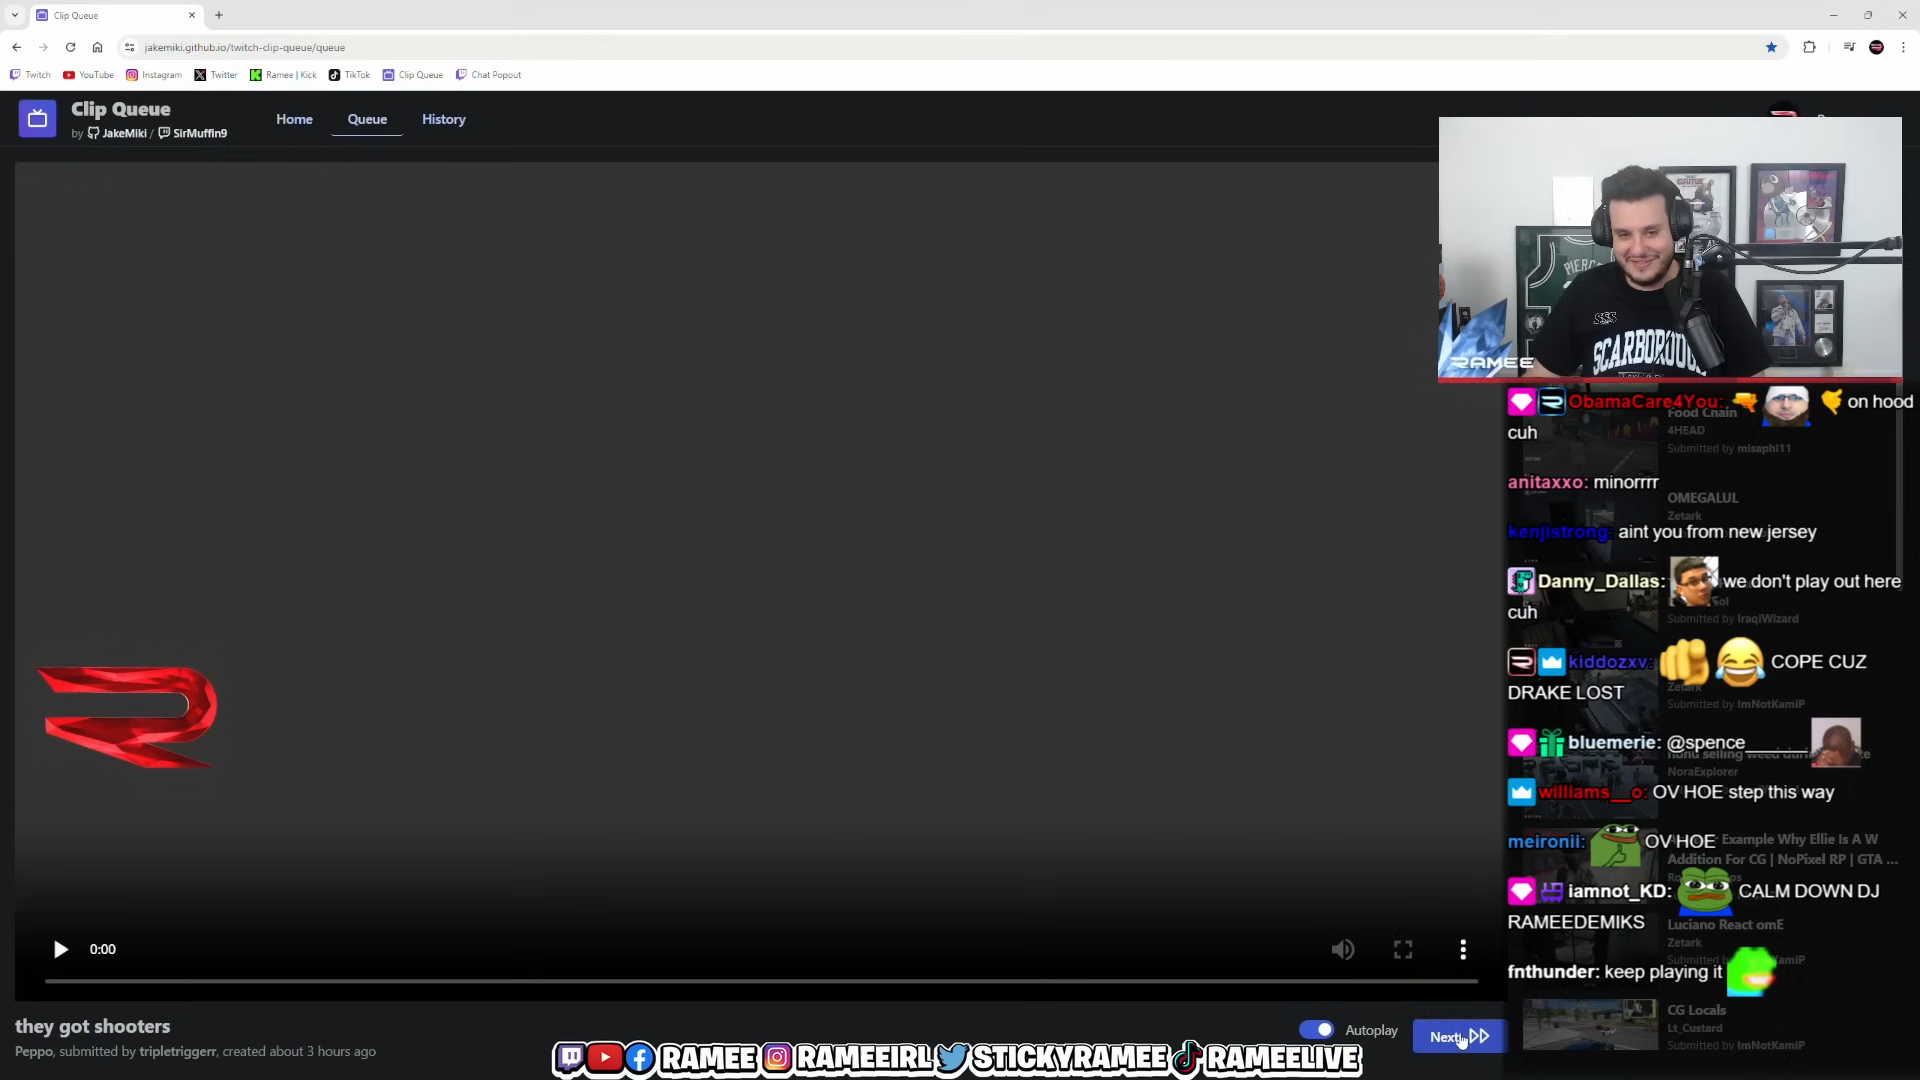 Clip Queue
jakemiki.github.io/twitch-clip-queue/queue
Twitch
YouTube
Instagram
Twitter
Ramee | Kick
TikTok
Clip Queue
Chat Popout
Clip Queue
by JakeMiki / SirMuffin9
Home
Queue
History
GAME
PIERC
SSS
SCARBOROUG
RAMEE
ObamaCare4You: on hood
cuh
Food Chain
4HEAD
Submitted by misaphi11
anitaxxo: minorrrr
OMEGALUL
Zetark
kenjistrong: aint you from new jersey
Danny_Dallas: we don't play out here
cuh
Submitted by IraqiWizard
kiddozxv: COPE CUZ
DRAKE LOST
Zetark
Submitted by ImNotKamiP
bluemerie: @spence_______
NoraExplorer
williams__o: OV HOE step this way
meironii: OV HOE
Example Why Ellie Is A W
Addition For CG | NoPixel RP | GTA ...
iamnot_KD: CALM DOWN DJ
RAMEEDEMIKS
Luciano React omE
Zetark
fnthunder: keep playing it
0:00
CG Locals
Lt_Custard
Submitted by ImNotKamiP
they got shooters
Peppo, submitted by tripletriggerr, created about 3 hours ago
Autoplay
Next
RAMEE RAMEEIRL STICKYRAMEE RAMEELIVE